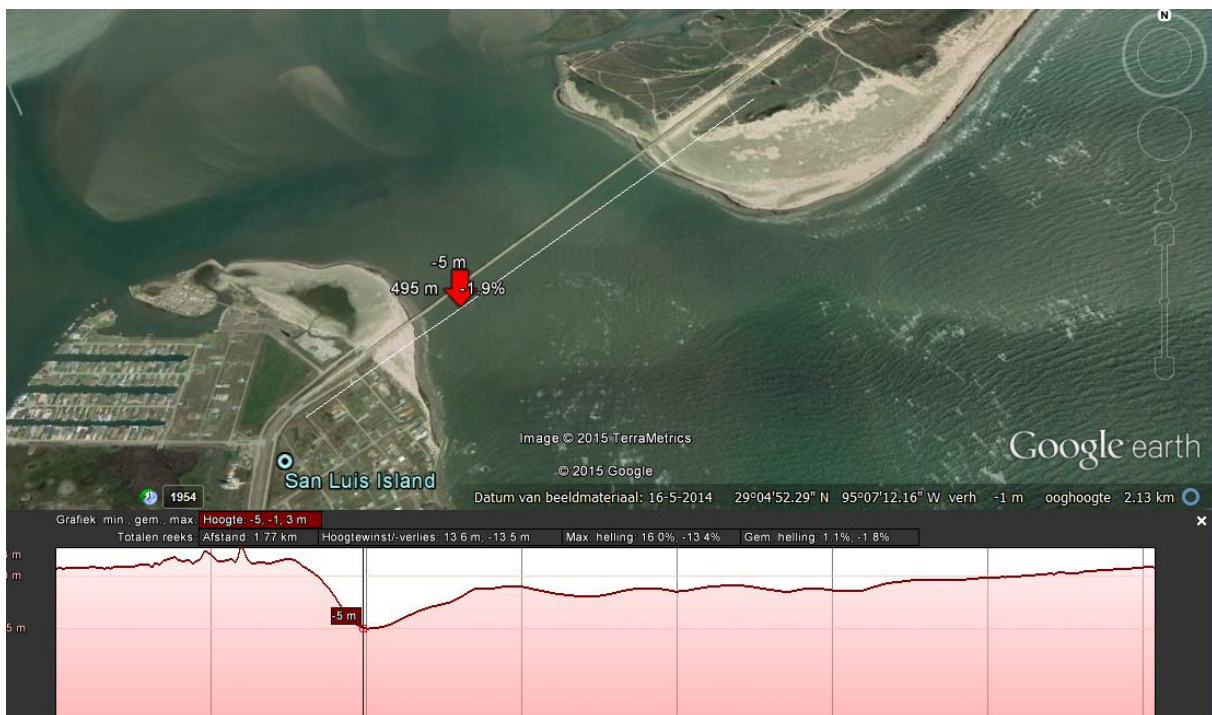 N
-5 m
495 m -1.9%
Image © 2015 TerraMetrics
Google earth
© 2015 Google
San Luis Island
1954
Datum van beeldmateriaal: 16-5-2014 29°04'52.29" N 95°07'12.16" W verh -1 m ooghoogte 2.13 km
Grafiek: min., gem., max. Hoogte: -5, -1, 3 m
Totalen reeks: Afstand: 1.77 km Hoogtewinst/-verlies: 13.6 m, -13.5 m Max. helling: 16.0%, -13.4% Gem. helling: 1.1%, -1.8%
-5 m